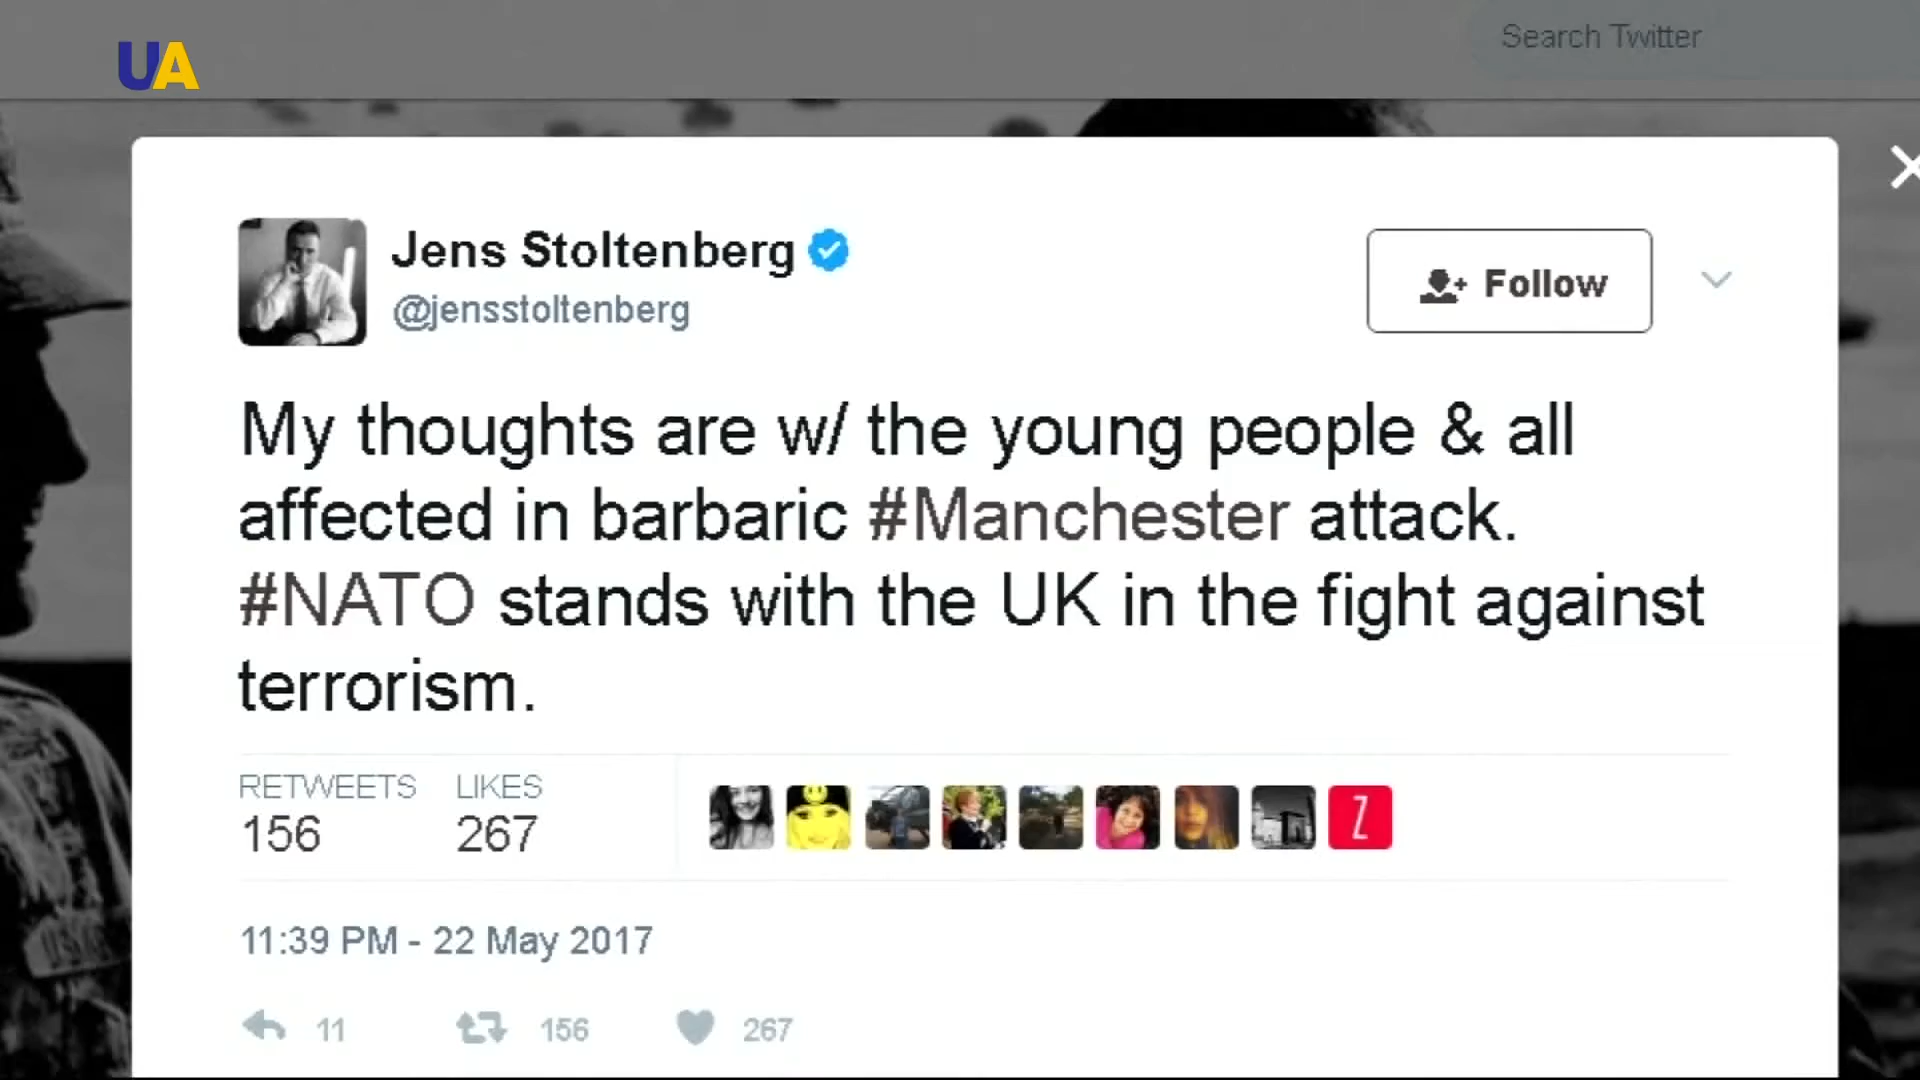 UA
Search Twitter
Jens Stoltenberg
@jensstoltenberg
Follow
My thoughts are w/ the young people & all
affected in barbaric #Manchester attack.
#NATO stands with the UK in the fight against
terrorism.
RETWEETS LIKES
156 267
Z
11:39 PM - 22 May 2017
11 156 267